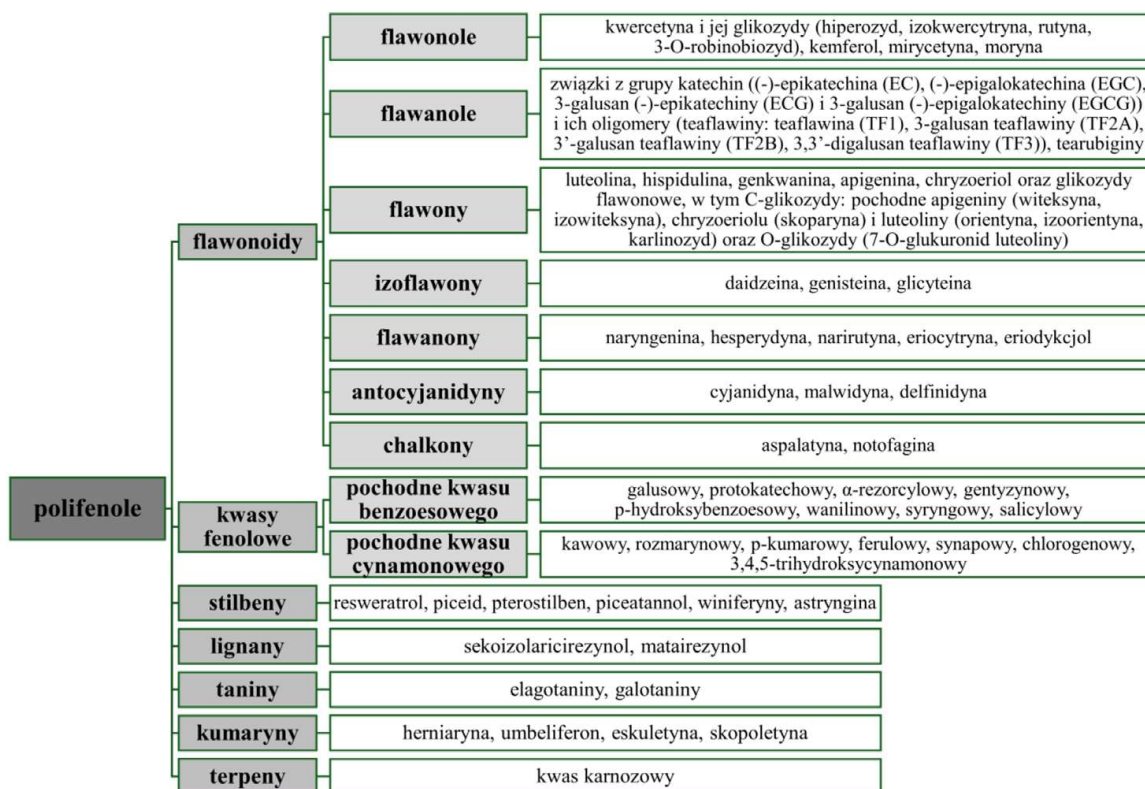 flawonole
kwercetyna i jej glikozydy (hiperozyd, izokwercytryna, rutyna,
3-O-robinobiozyd), kemferol, mirycetyna, moryna
flawanole
związki z grupy katechin ((-)-epikatechina (EC), (-)-epigalokatechina (EGC),
3-galusan (-)-epikatechiny (ECG) i 3-galusan (-)-epigalokatechiny (EGCG))
i ich oligomery (teaflawiny: teaflawina (TF1), 3-galusan teaflawiny (TF2A),
3’-galusan teaflawiny (TF2B), 3,3’-digalusan teaflawiny (TF3)), tearubiginy
flawonoidy
flawony
luteolina, hispidulina, genkwanina, apigenina, chryzoeriol oraz glikozydy
flawonowe, w tym C-glikozydy: pochodne apigeniny (witeksyna,
izowiteksyna), chryzoeriolu (skoparyna) i luteoliny (orientyna, izoorientyna,
karlinozyd) oraz O-glikozydy (7-O-glukuronid luteoliny)
izoflawony
daidzeina, genisteina, glicyteina
flawanony
naryngenina, hesperydyna, narirutyna, eriocytryna, eriodykcjol
antocyjanidyny
cyjanidyna, malwidyna, delfinidyna
chalkony
aspalatyna, notofagina
polifenole
kwasy
fenolowe
pochodne kwasu
benzoesowego
galusowy, protokatechowy, α-rezorcylowy, gentyzynowy,
p-hydroksybenzoesowy, wanilinowy, syryngowy, salicylowy
pochodne kwasu
cynamonowego
kawowy, rozmarynowy, p-kumarowy, ferulowy, synapowy, chlorogenowy,
3,4,5-trihydroksycynamonowy
stilbeny
resweratrol, piceid, pterostilben, piceatannol, winiferyny, astryngina
lignany
sekoizolaricirezynol, matairezynol
taniny
elagotaniny, galotaniny
kumaryny
herniaryna, umbeliferon, eskuletyna, skopoletyna
terpeny
kwas karnozowy